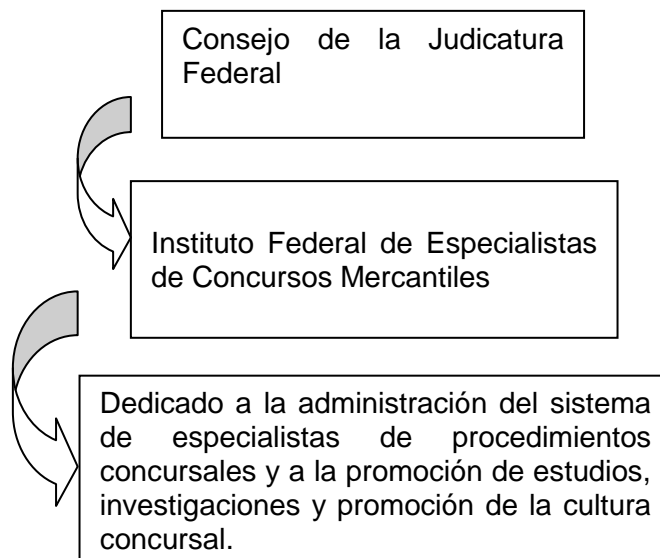 Consejo de la Judicatura
Federal
Instituto Federal de Especialistas
de Concursos Mercantiles
Dedicado a la administración del sistema
de especialistas de procedimientos
concursales y a la promoción de estudios,
investigaciones y promoción de la cultura
concursal.